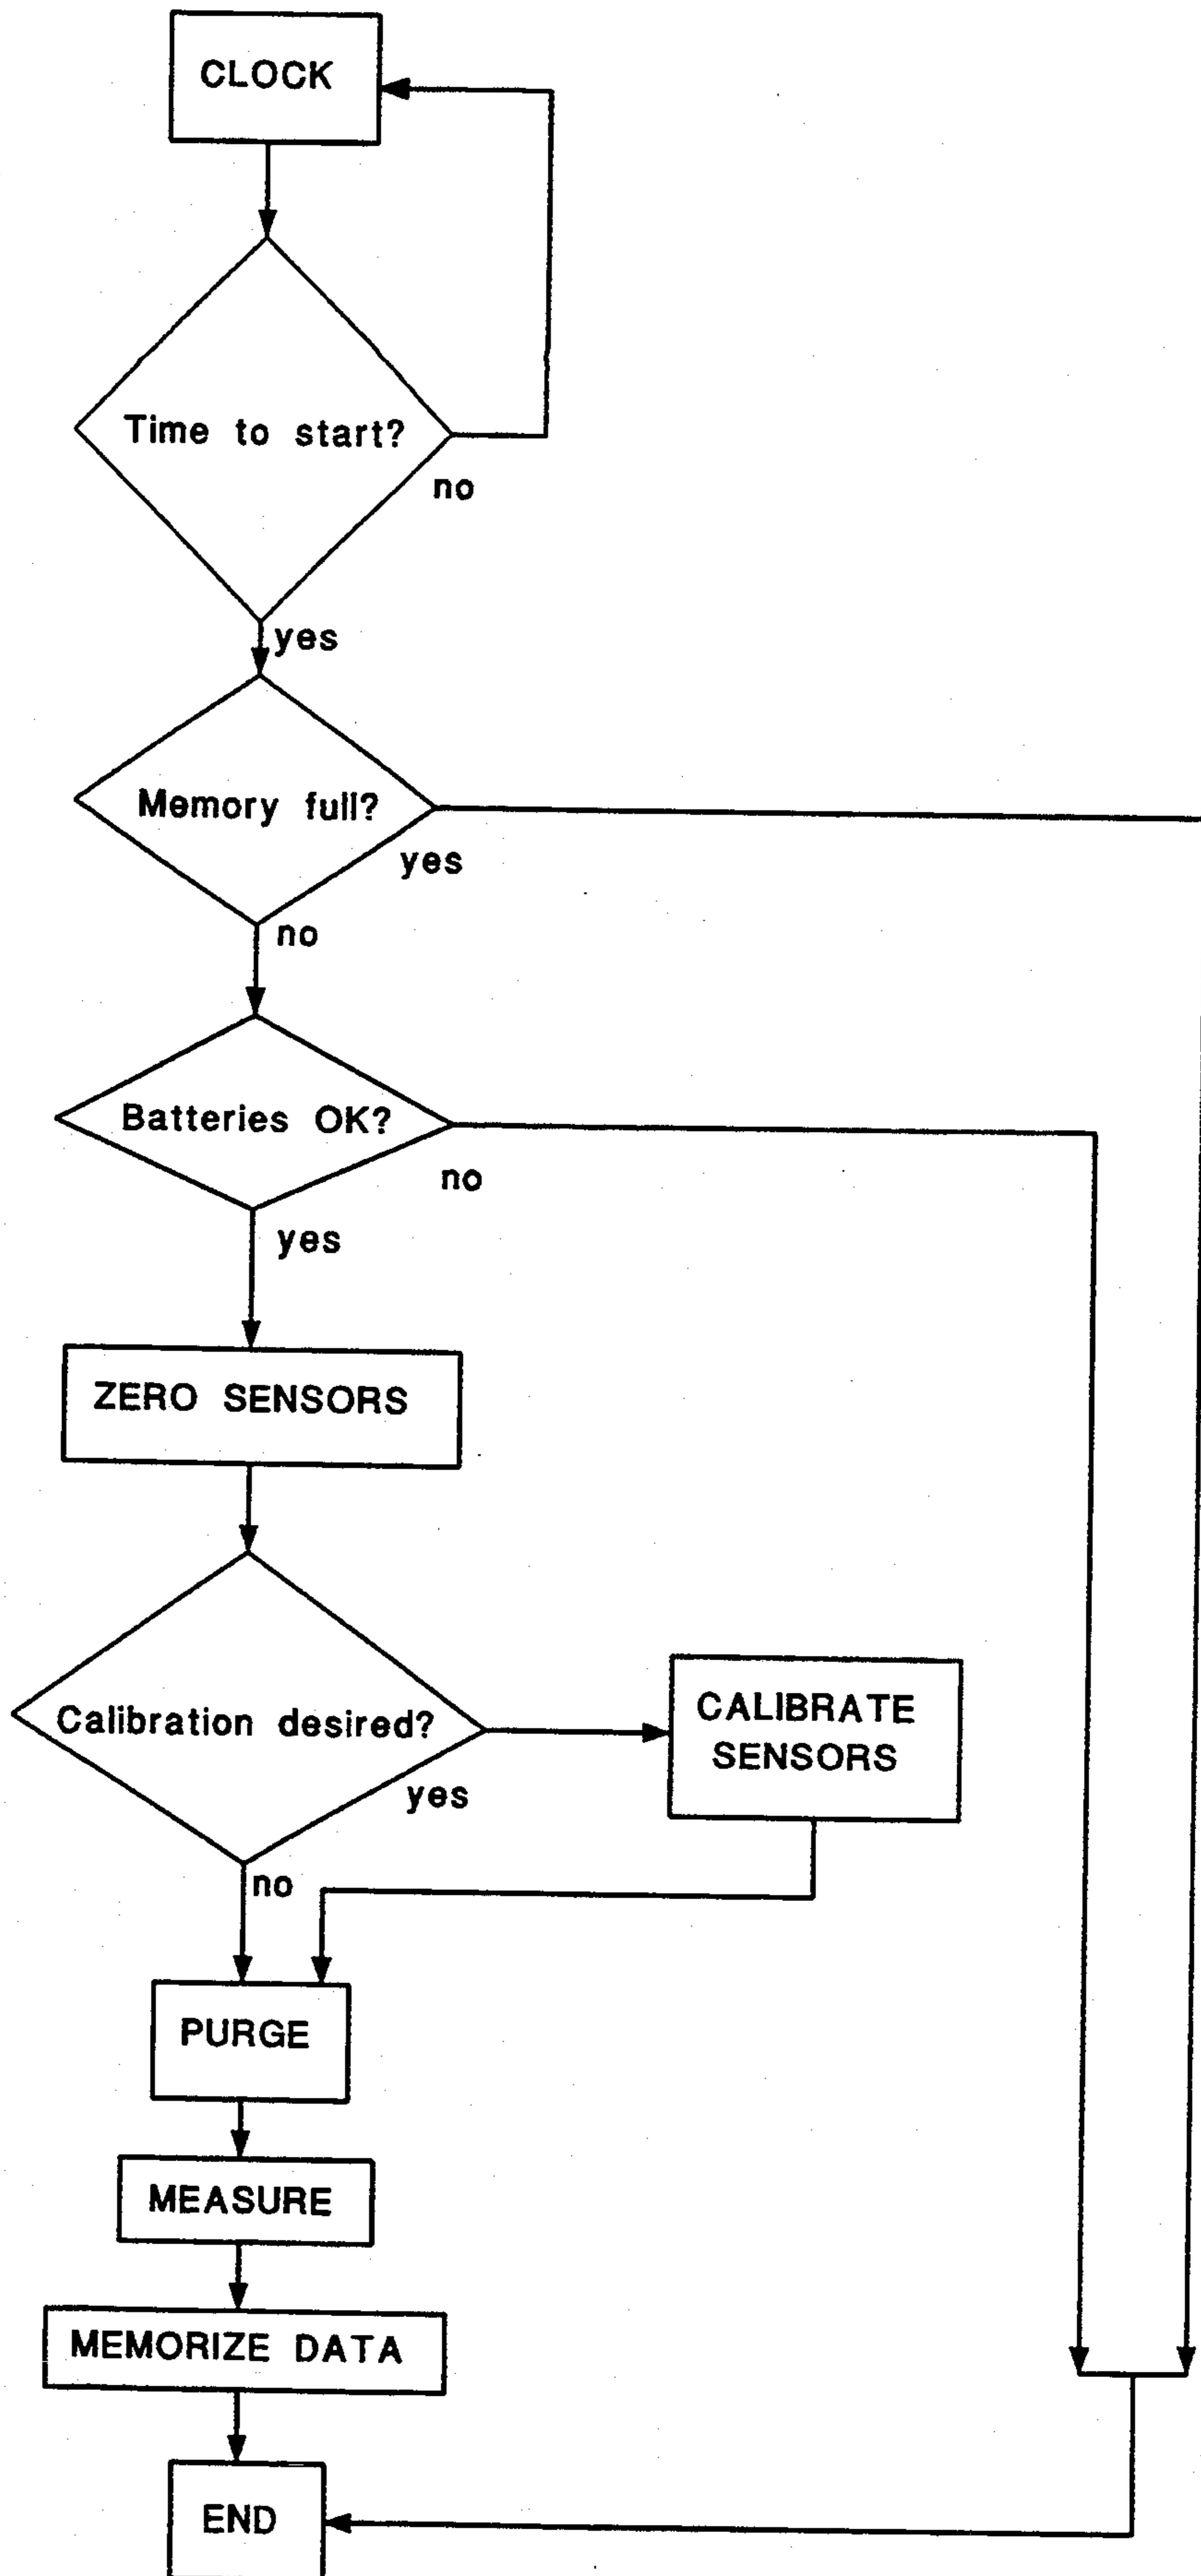 CLOCK
Time to start?
no
yes
Memory full?
yes
no
Batteries OK?
no
yes
ZERO SENSORS
Calibration desired?
yes
CALIBRATE
SENSORS
no
PURGE
MEASURE
MEMORIZE DATA
END